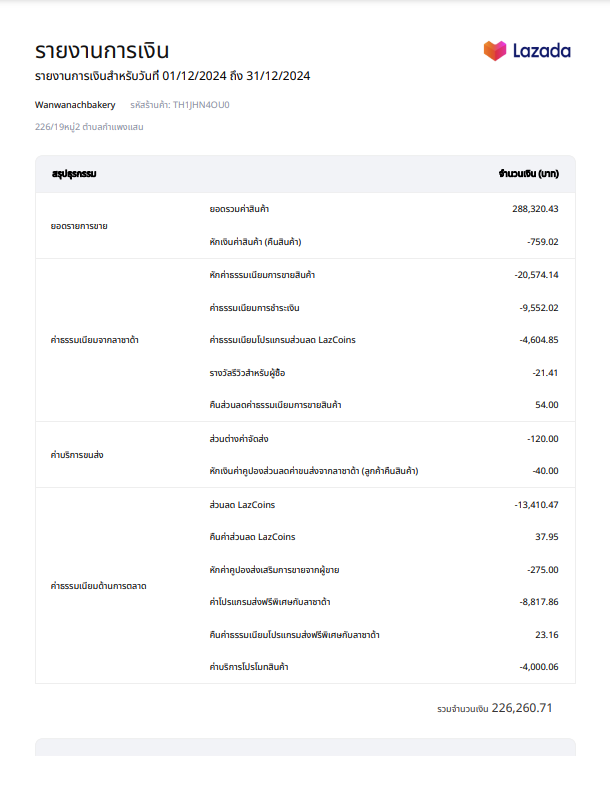 รายงานการเงิน
Lazada
รายงานการเงินสำหรับวันที่ 01/12/2024 ถึง 31/12/2024
Wanwanachbakery รหัสร้านค้า: TH1JHN4OU0
226/19หมู่2 ตำบลกำแพงแสน
สรุปธุรกรรม จำนวนเงิน (บาท)
ยอดรายการขาย
ยอดรวมค่าสินค้า 288,320.43
หักเงินค่าสินค้า (คืนสินค้า) -759.02
ค่าธรรมเนียมจากลาซาด้า
หักค่าธรรมเนียมการขายสินค้า -20,574.14
ค่าธรรมเนียมการชำระเงิน -9,552.02
ค่าธรรมเนียมโปรแกรมส่วนลด LazCoins -4,604.85
รางวัลรีวิวสำหรับผู้ซื้อ -21.41
คืนส่วนลดค่าธรรมเนียมการขายสินค้า 54.00
ค่าบริการขนส่ง
ส่วนต่างค่าจัดส่ง -120.00
หักเงินค่าคูปองส่วนลดค่าขนส่งจากลาซาด้า (ลูกค้าคืนสินค้า) -40.00
ค่าธรรมเนียมด้านการตลาด
ส่วนลด LazCoins -13,410.47
คืนค่าส่วนลด LazCoins 37.95
หักค่าคูปองส่งเสริมการขายจากผู้ขาย -275.00
ค่าโปรแกรมส่งฟรีพิเศษกับลาซาด้า -8,817.86
คืนค่าธรรมเนียมโปรแกรมส่งฟรีพิเศษกับลาซาด้า 23.16
ค่าบริการโปรโมทสินค้า -4,000.06
รวมจำนวนเงิน 226,260.71